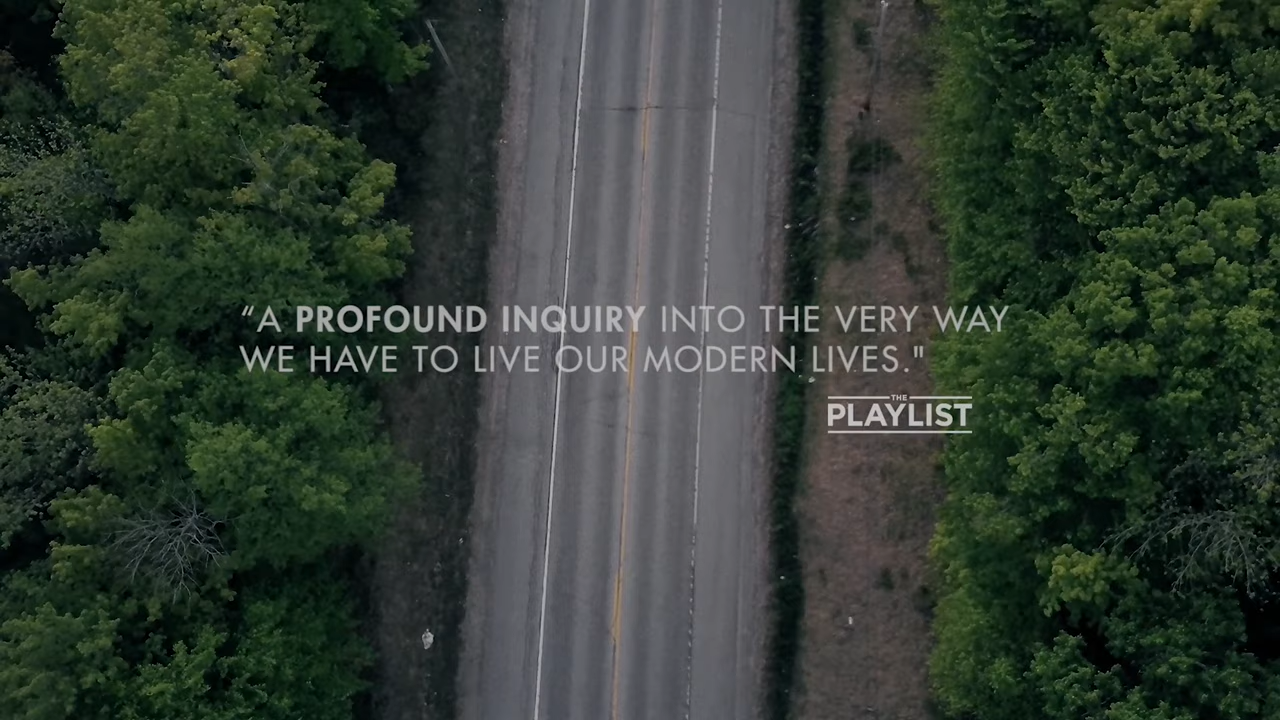 “A PROFOUND INQUIRY INTO THE VERY WAY
WE HAVE TO LIVE OUR MODERN LIVES."
THE
PLAYLIST